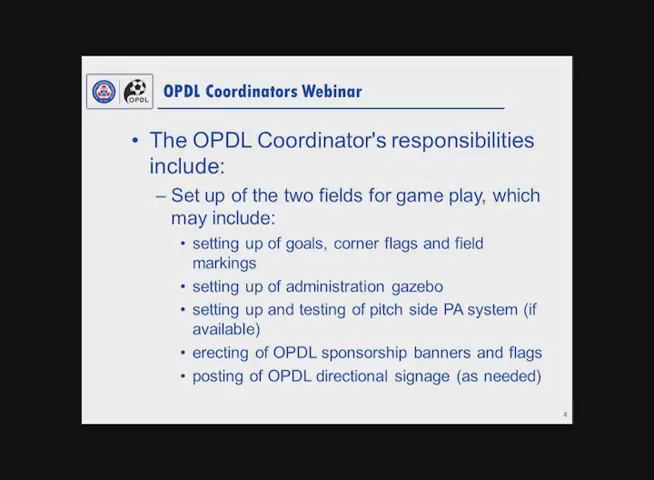 OPDL
OPDL Coordinators Webinar
• The OPDL Coordinator's responsibilities
include:
– Set up of the two fields for game play, which
may include:
• setting up of goals, corner flags and field
markings
• setting up of administration gazebo
• setting up and testing of pitch side PA system (if
available)
• erecting of OPDL sponsorship banners and flags
• posting of OPDL directional signage (as needed)
4